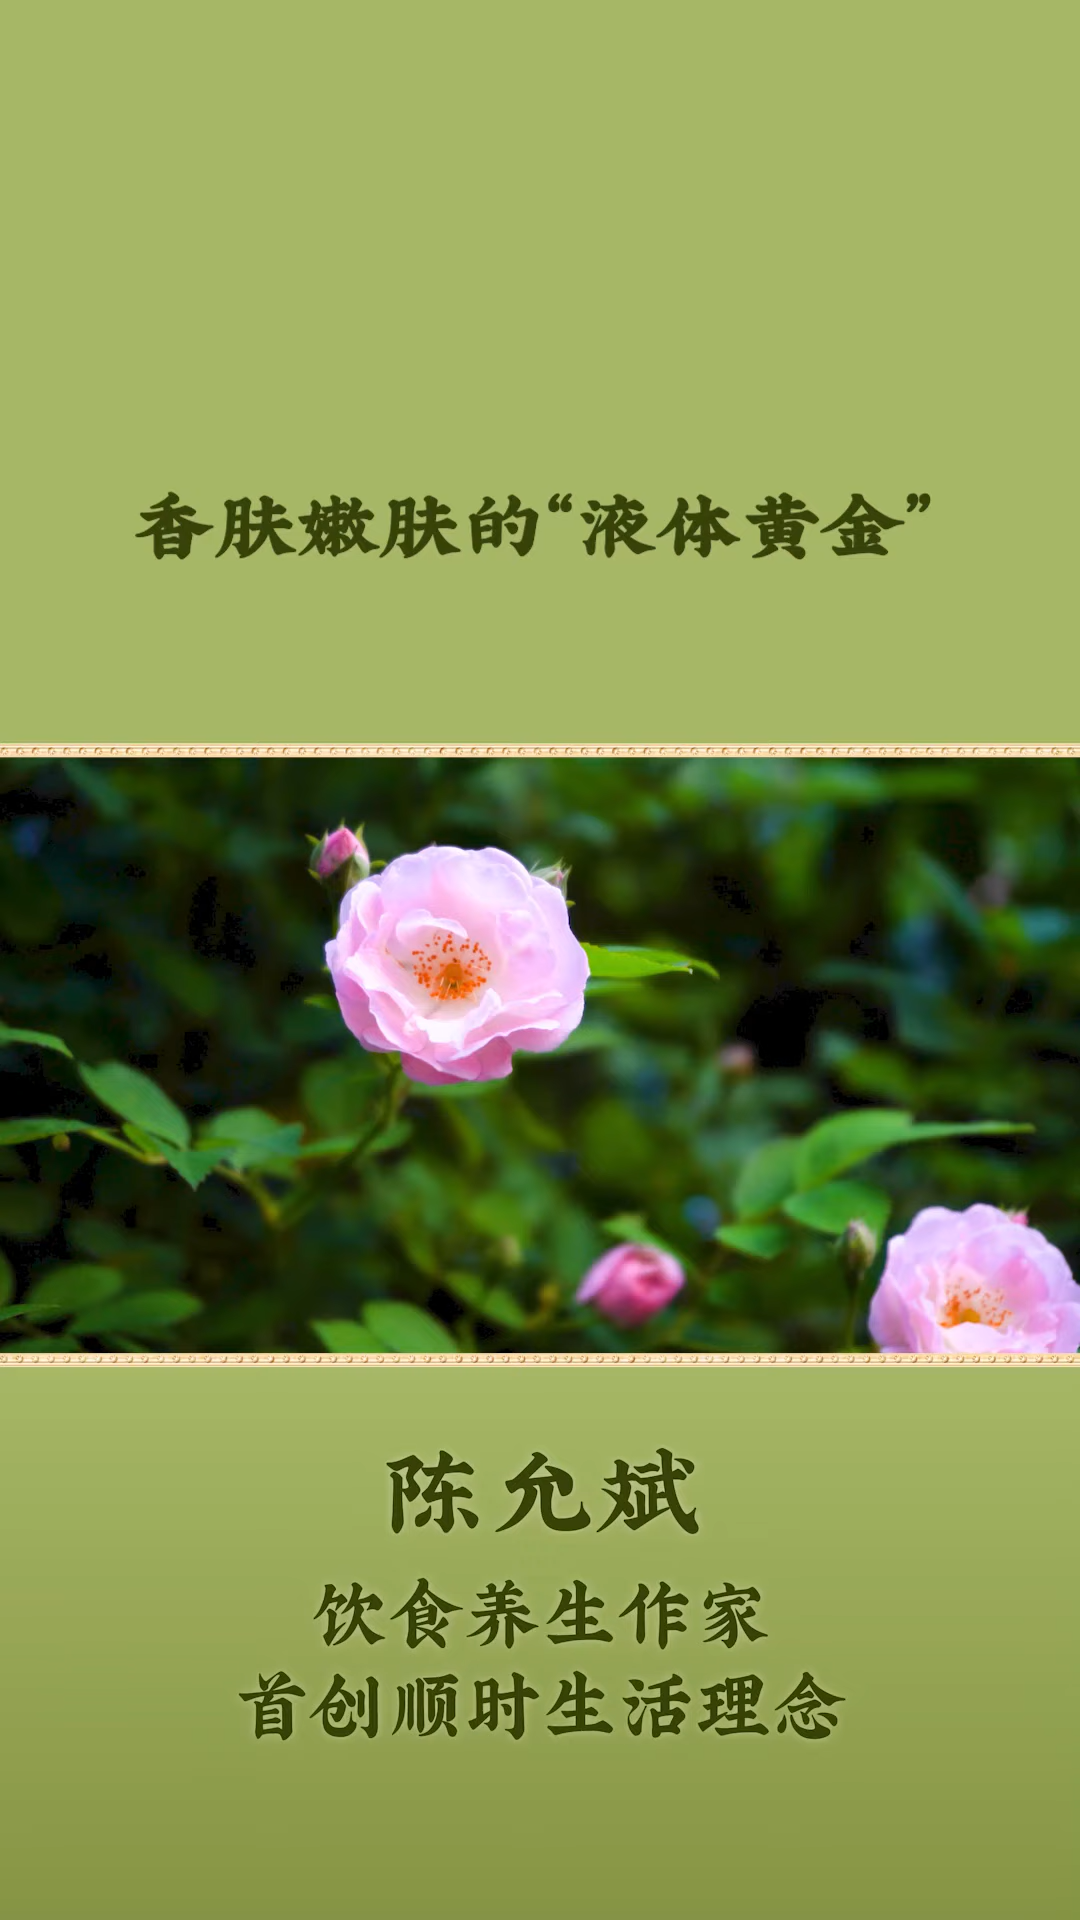 香肤嫩肤的“液体黄金”
陈允斌
饮食养生作家
首创顺时生活理念